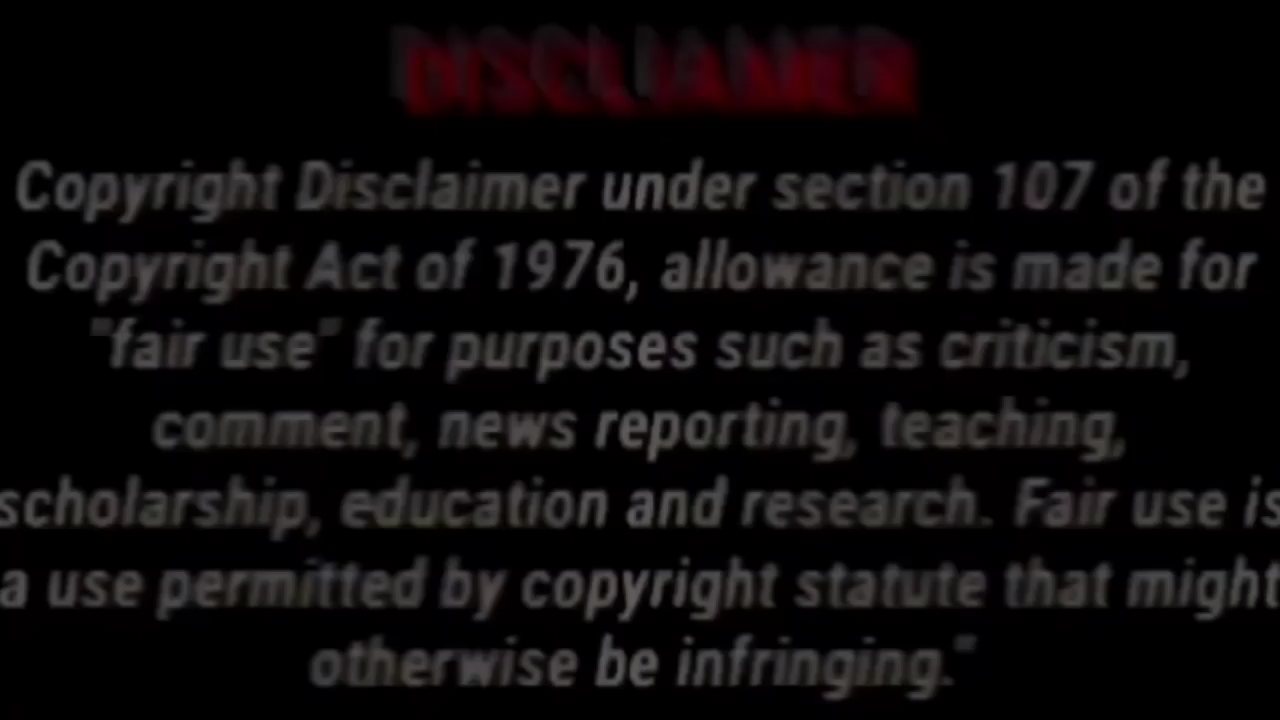 DISCLIAMER
Copyright Disclaimer under section 107 of the
Copyright Act of 1976, allowance is made for
"fair use" for purposes such as criticism,
comment, news reporting, teaching,
scholarship, education and research. Fair use is
a use permitted by copyright statute that might
otherwise be infringing."